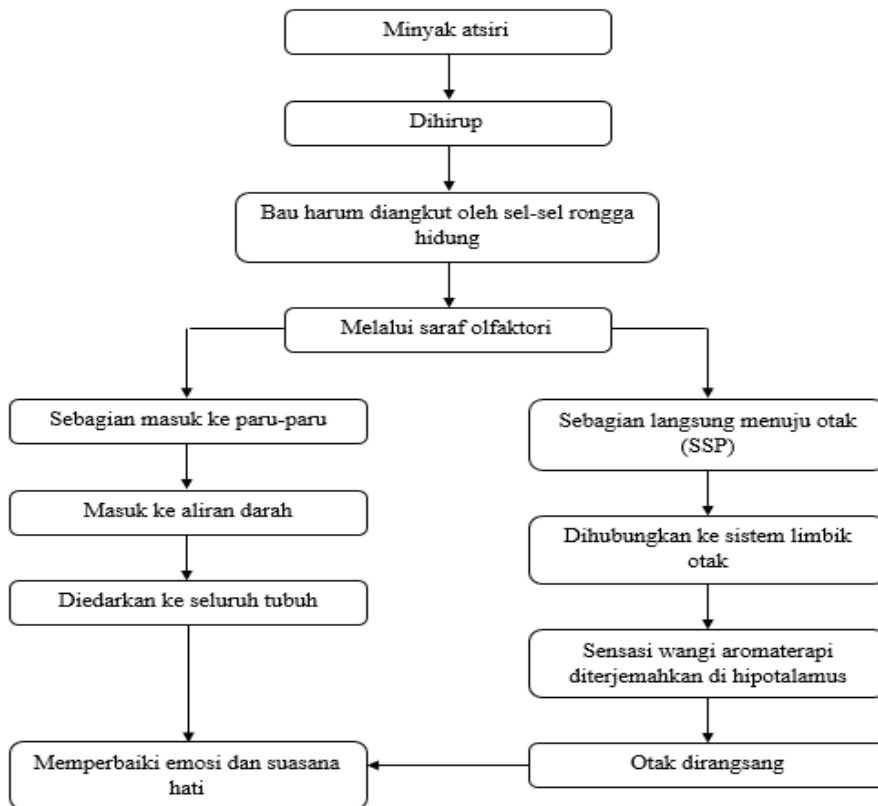 Minyak atsiri
Dihirup
Bau harum diangkut oleh sel-sel rongga
hidung
Melalui saraf olfaktori
Sebagian masuk ke paru-paru
Masuk ke aliran darah
Diedarkan ke seluruh tubuh
Sebagian langsung menuju otak
(SSP)
Dihubungkan ke sistem limbik
otak
Sensasi wangi aromaterapi
diterjemahkan di hipotalamus
Otak dirangsang
Memperbaiki emosi dan suasana
hati